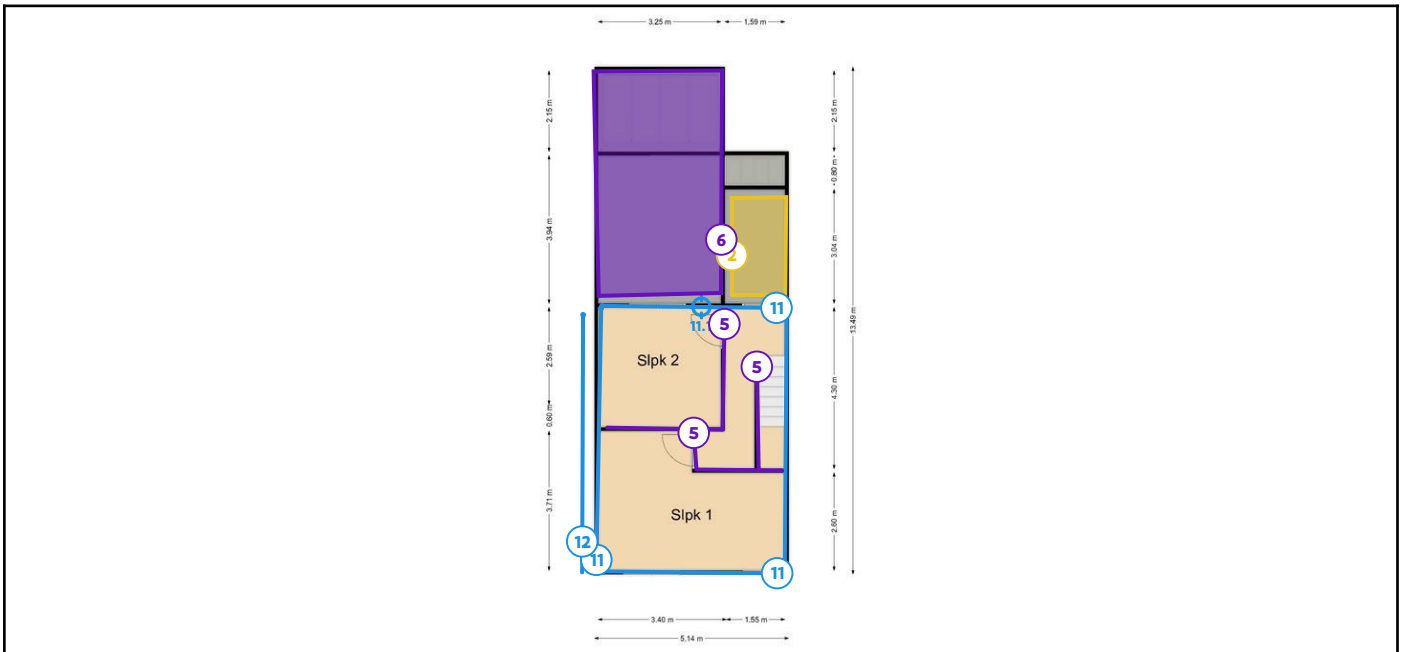 3.25 m
1.59 m
2.15 m
3.94 m
2.59 m
0.60 m
3.71 m
2.15 m
0.80 m
3.04 m
4.30 m
2.60 m
13.49 m
6
2
11
11.
5
5
Slpk 2
5
Slpk 1
12
11
11
3.40 m
1.55 m
5.14 m